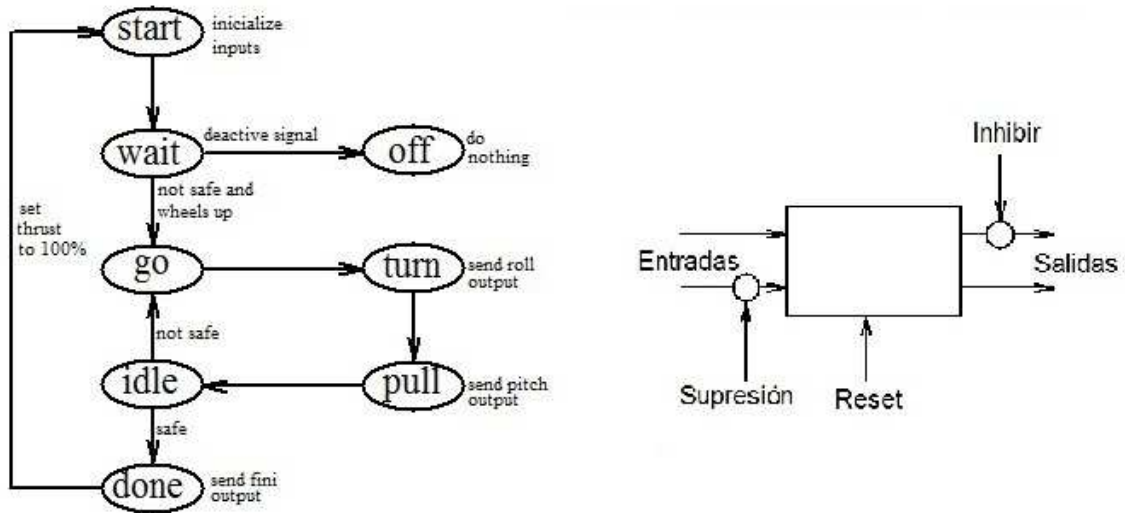 start
inicialize
inputs
wait
deactive signal
off
do
nothing
not safe and
wheels up
set
thrust
to 100%
go
turn
send roll
output
not safe
idle
pull
send pitch
output
safe
done
send fini
output
Inhibir
Entradas
Salidas
Supresión
Reset